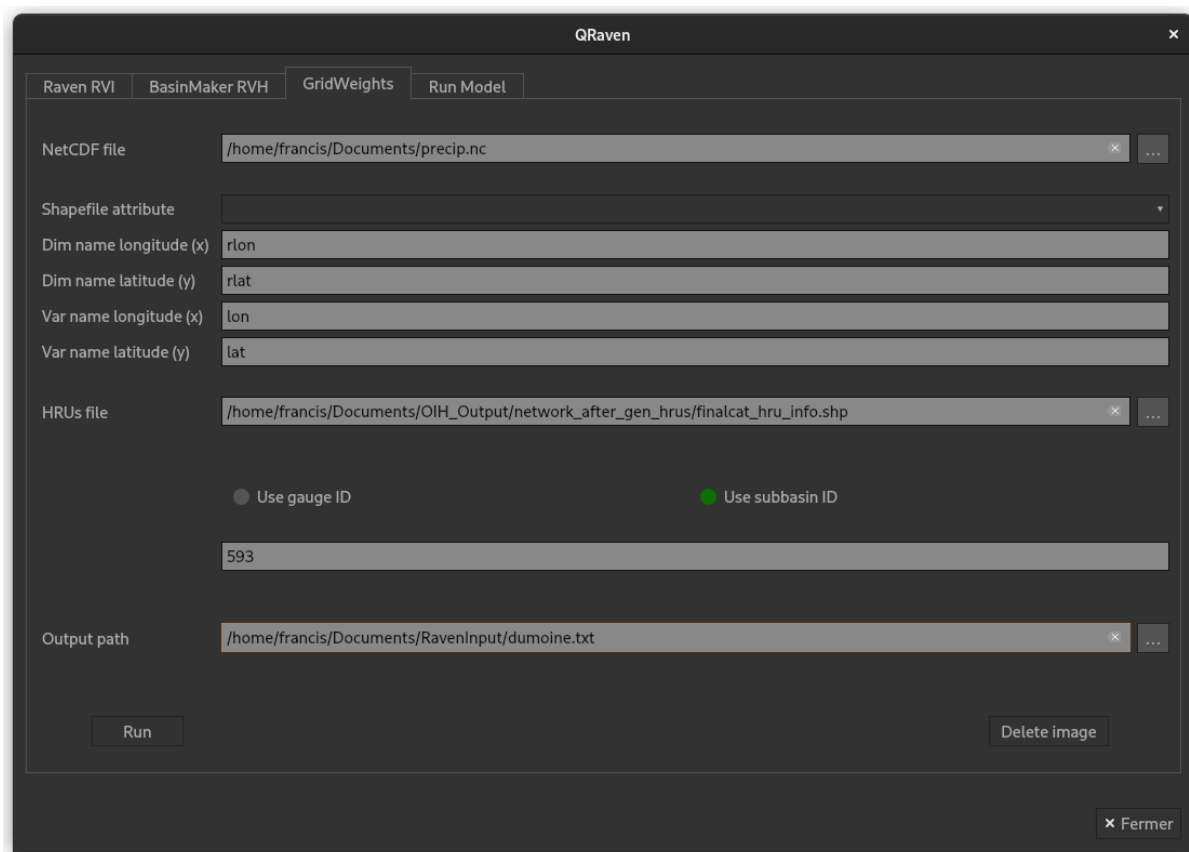 QRaven
Raven RVI BasinMaker RVH GridWeights Run Model
NetCDF file /home/francis/Documents/precip.nc ...
Shapefile attribute
Dim name longitude (x) rlon
Dim name latitude (y) rlat
Var name longitude (x) lon
Var name latitude (y) lat
HRUs file /home/francis/Documents/OIH_Output/network_after_gen_hrus/finalcat_hru_info.shp ...
Use gauge ID Use subbasin ID
593
Output path /home/francis/Documents/RavenInput/dumoine.txt ...
Run Delete image
Fermer